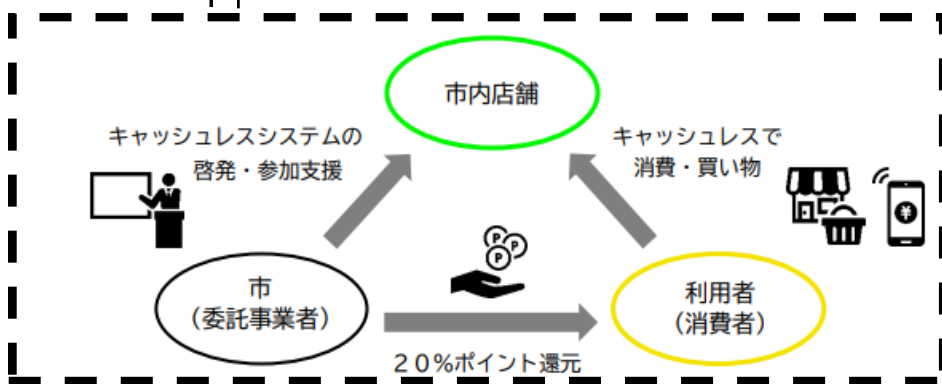 市内店舗
キャッシュレスシステムの
啓発・参加支援
キャッシュレスで
消費・買い物
¥
P
P
P
市
（委託事業者）
利用者
（消費者）
２０％ポイント還元